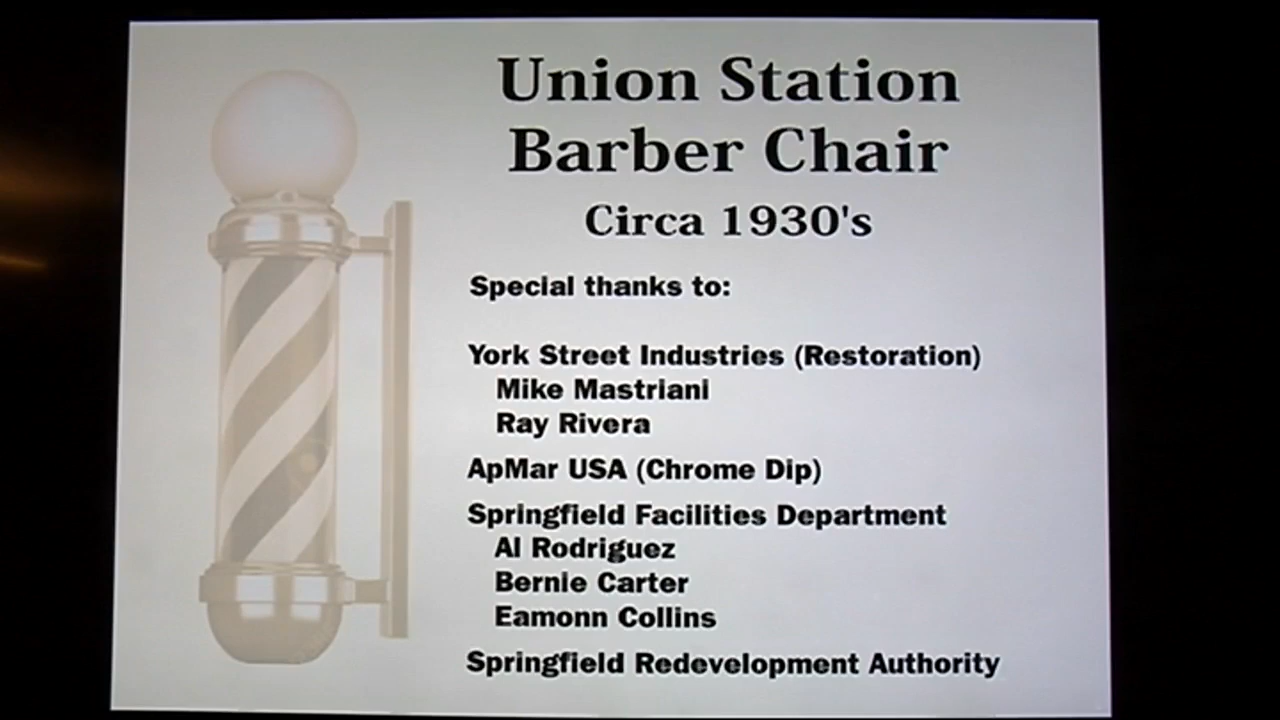 Union Station
Barber Chair
Circa 1930's
Special thanks to:
York Street Industries (Restoration)
Mike Mastriani
Ray Rivera
ApMar USA (Chrome Dip)
Springfield Facilities Department
Al Rodriguez
Bernie Carter
Eamonn Collins
Springfield Redevelopment Authority